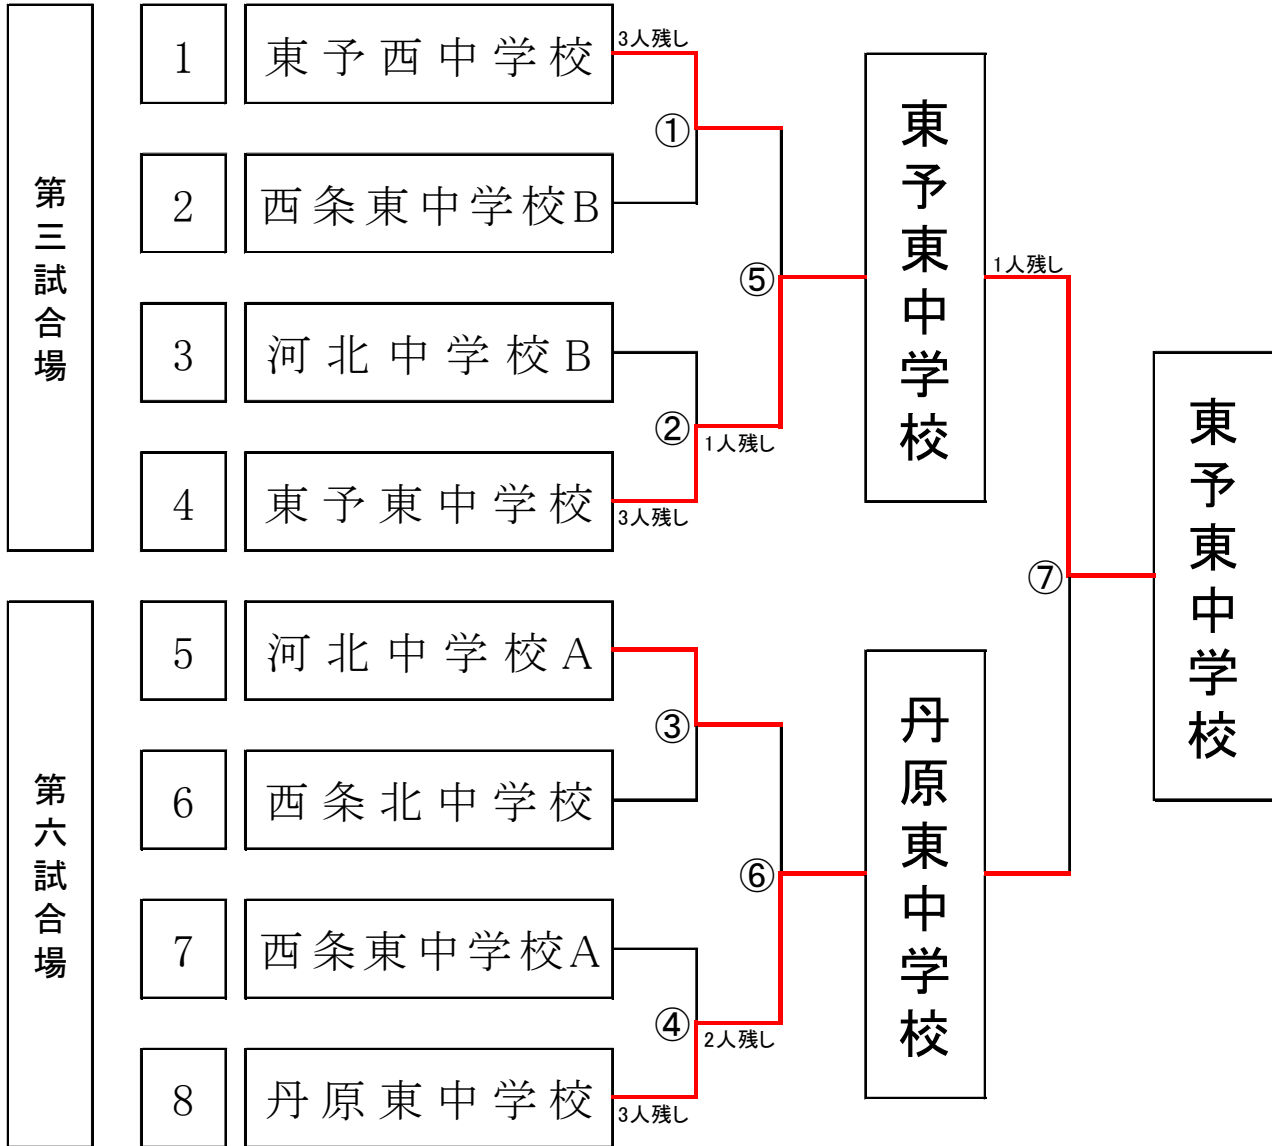 第三試合場
1
東予西中学校
3人残し
①
2
西条東中学校B
⑤
3
河北中学校B
②
1人残し
4
東予東中学校
3人残し
東予東中学校
1人残し
第六試合場
5
河北中学校A
③
6
西条北中学校
⑥
7
西条東中学校A
④
2人残し
8
丹原東中学校
3人残し
丹原東中学校
⑦
東予東中学校